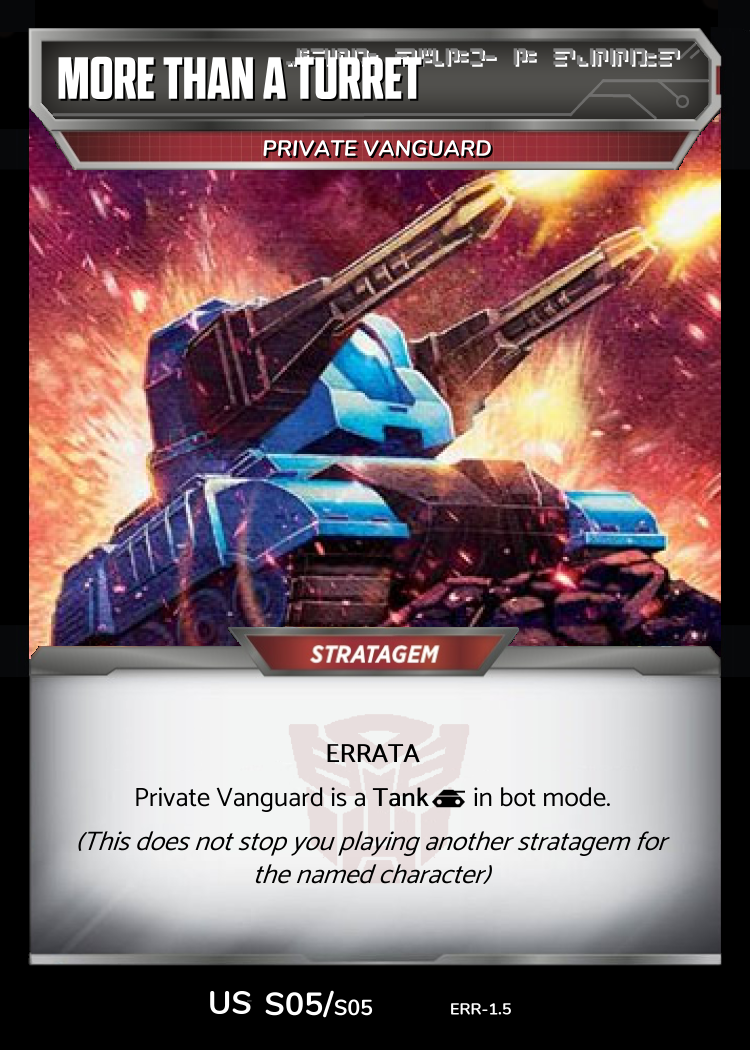 MORE THAN A TURRET
PRIVATE VANGUARD
STRATAGEM
ERRATA
Private Vanguard is a Tank in bot mode.
(This does not stop you playing another stratagem for
the named character)
US S05/S05 ERR-1.5